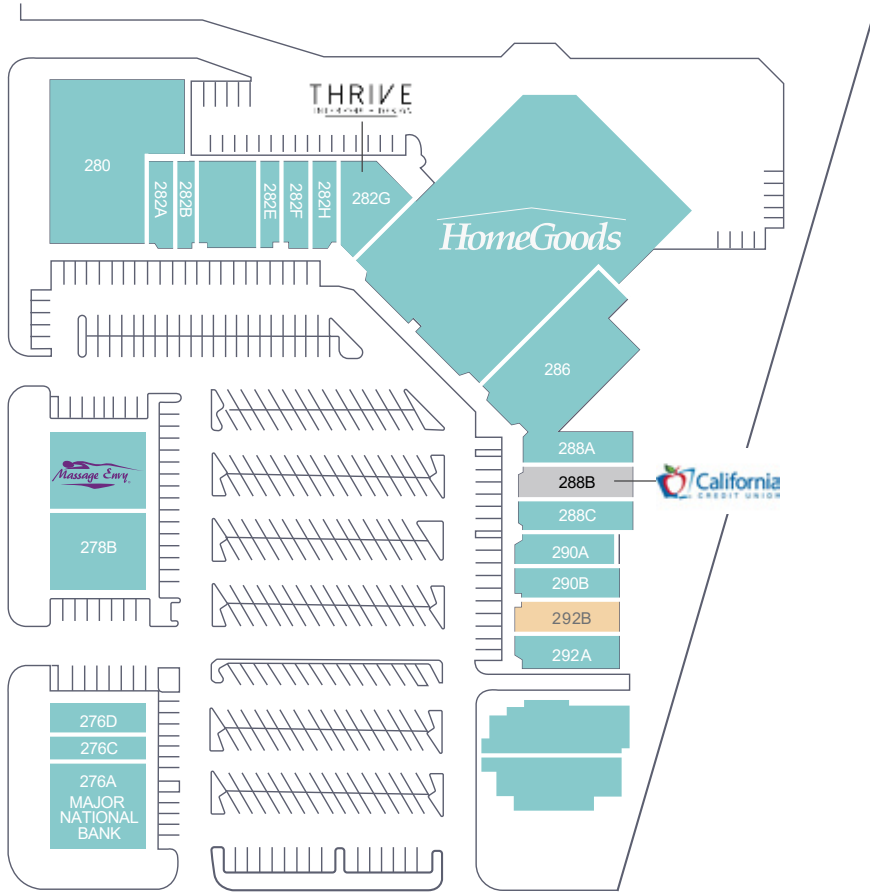 THRIVE
280
282A
282B
282E
282F
282H
282G
HomeGoods
286
288A
288B
California
CREDIT UNION
288C
290A
290B
292B
292A
Massage Envy
278B
276D
276C
276A
MAJOR
NATIONAL
BANK